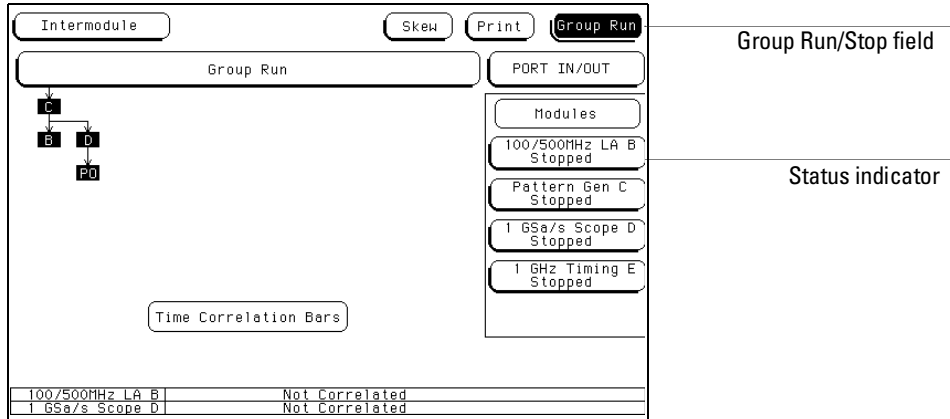 Intermodule Skew Print Group Run
Group Run/Stop field
Group Run PORT IN/OUT
C
B D
PO
Modules
100/500MHz LA B
Stopped
Status indicator
Pattern Gen C
Stopped
1 GSa/s Scope D
Stopped
1 GHz Timing E
Stopped
Time Correlation Bars
100/500MHz LA B Not Correlated
1 GSa/s Scope D Not Correlated